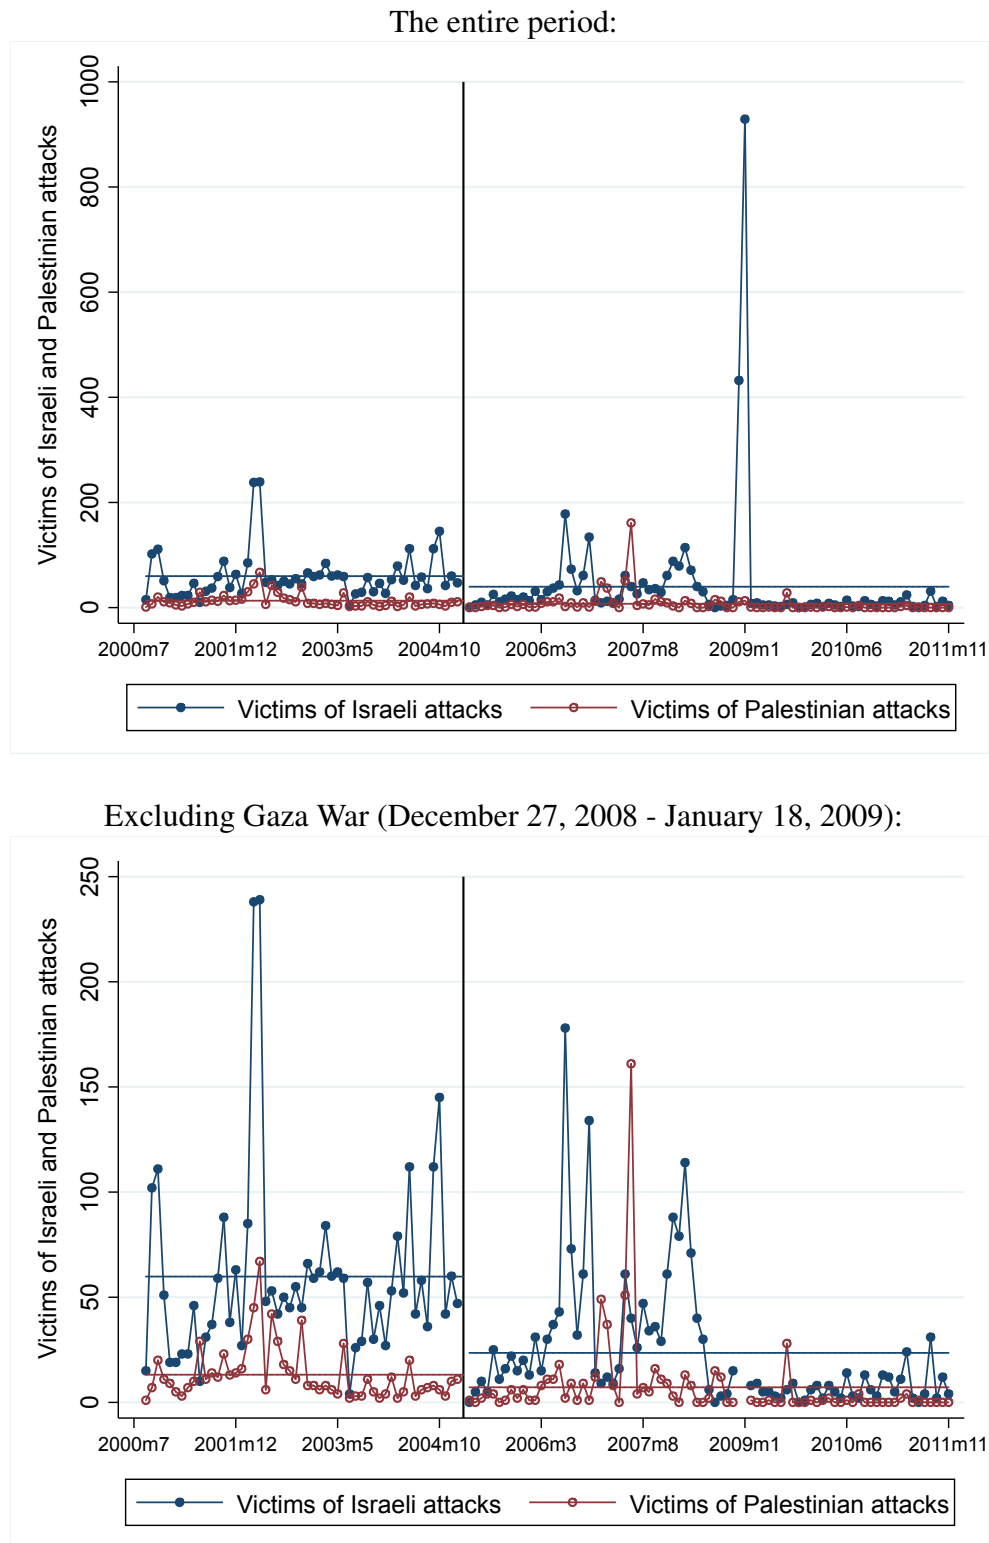 The entire period:
Victims of Israeli and Palestinian attacks
1000
800
600
400
200
0
2000m7 2001m12 2003m5 2004m10 2006m3 2007m8 2009m1 2010m6 2011m11
Victims of Israeli attacks Victims of Palestinian attacks
Excluding Gaza War (December 27, 2008 - January 18, 2009):
Victims of Israeli and Palestinian attacks
250
200
150
100
50
0
2000m7 2001m12 2003m5 2004m10 2006m3 2007m8 2009m1 2010m6 2011m11
Victims of Israeli attacks Victims of Palestinian attacks